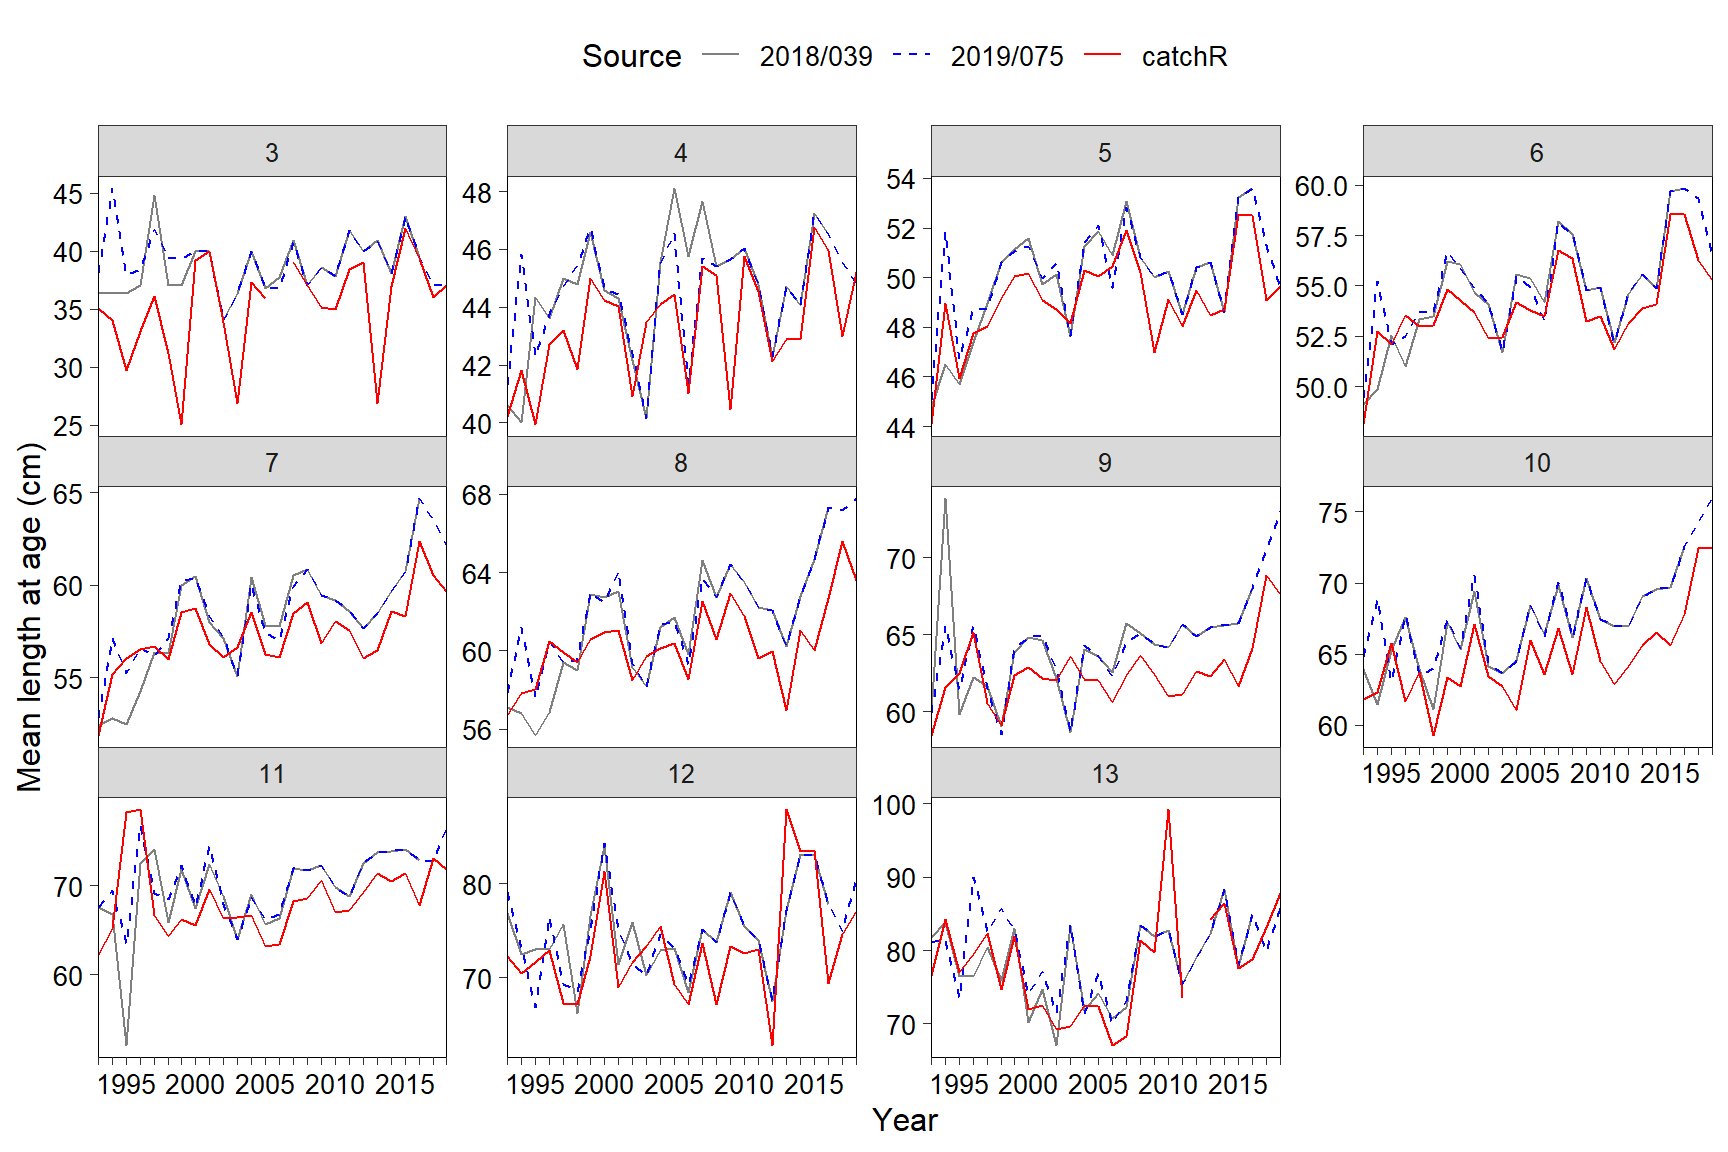 Source 2018/039 2019/075 catchR
3 4 5 6
45 40 35 30 25
48 46 44 42 40
54 52 50 48 46 44
60.0 57.5 55.0 52.5 50.0
7 8 9 10
65 60 55
68 64 60 56
70 65 60
75 70 65 60
1995 2000 2005 2010 2015
11 12 13
70 60
80 70
100 90 80 70
1995 2000 2005 2010 2015
1995 2000 2005 2010 2015
1995 2000 2005 2010 2015
Mean length at age (cm)
Year